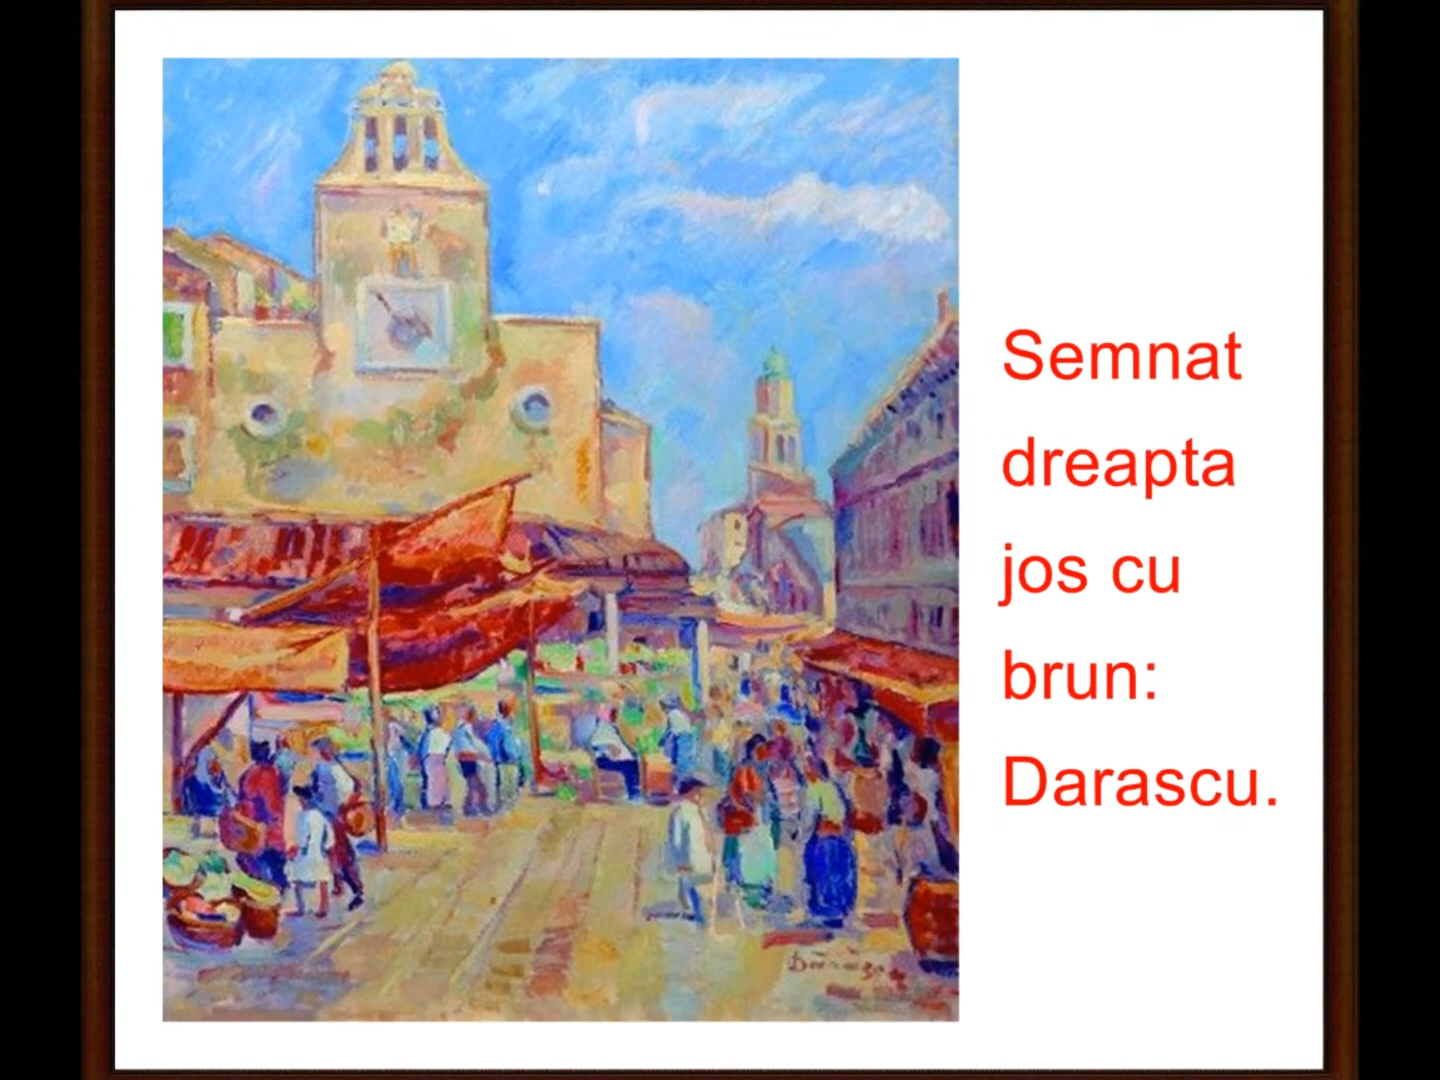 Semnat
dreapta
jos cu
brun:
Darascu.